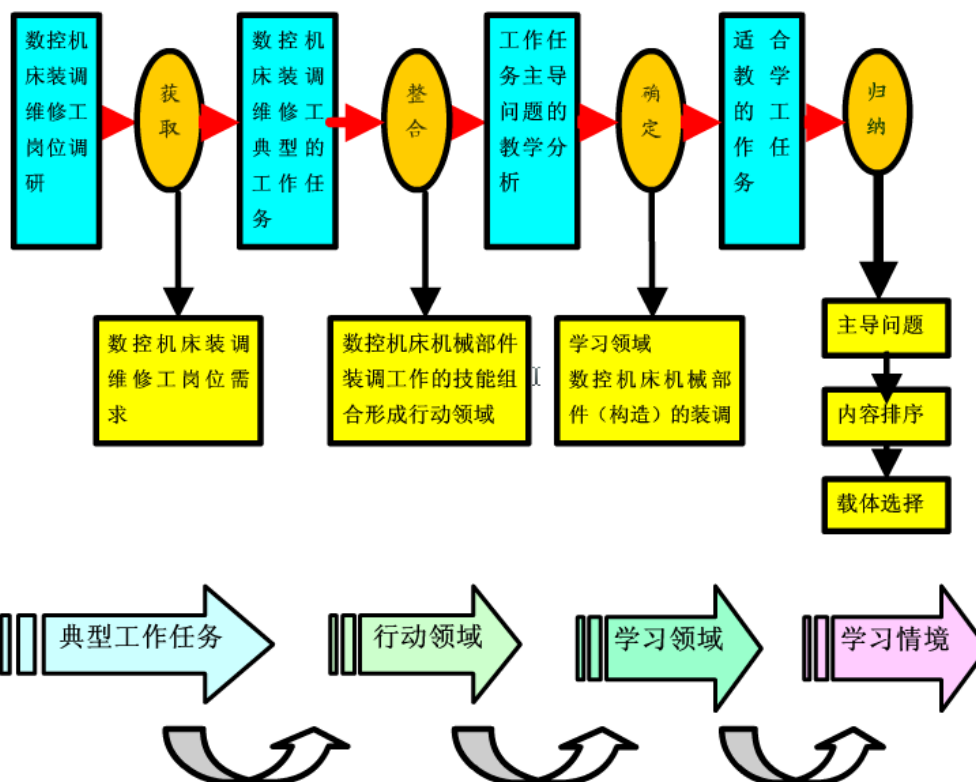 数控机
床装调
维修工
岗位调
研
获
取
数控机
床装调
维修工
典型的
工作任
务
整
合
工作任
务主导
问题的
教学分
析
确
定
适合
教学
的工
作任
务
归
纳
数控机床装调
维修工岗位需
求
数控机床机械部件
装调工作的技能组
合形成行动领域
学习领域
数控机床机械部
件（构造）的装调
主导问题
内容排序
载体选择
典型工作任务
行动领域
学习领域
学习情境